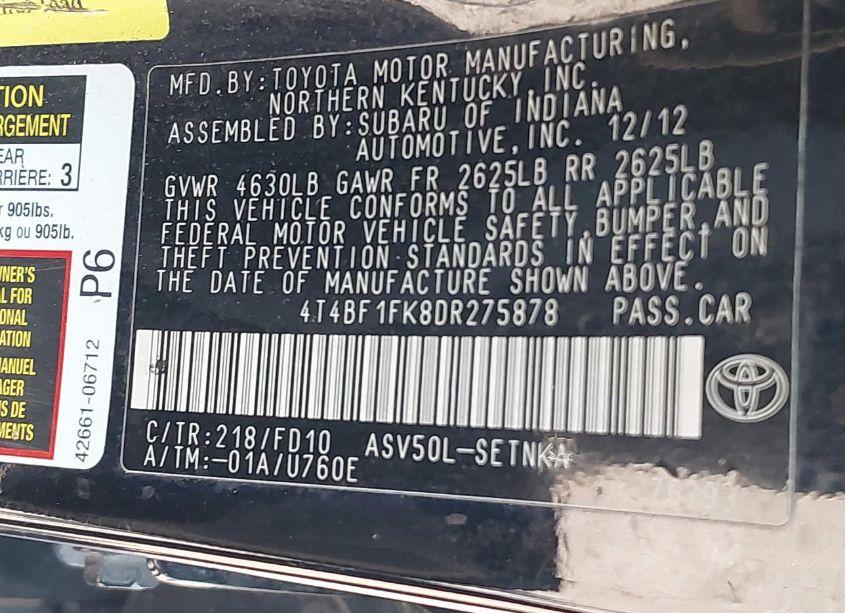 TION
RGEMENT
EAR
RRIÈRE: 3
905lbs.
kg ou 905lb.
P6
NER'S
AL FOR
ONAL
ATION
MANUEL
AGER
S DE
MENTS
42661-06712
MFD.BY:TOYOTA MOTOR MANUFACTURING,
NORTHERN KENTUCKY, INC.
ASSEMBLED BY:SUBARU OF INDIANA
AUTOMOTIVE,INC. 12/12
GVWR 4630LB GAWR FR 2625LB RR 2625LB
THIS VEHICLE CONFORMS TO ALL APPLICABLE
FEDERAL MOTOR VEHICLE SAFETY,BUMPER,AND
THEFT PREVENTION STANDARDS IN EFFECT ON
THE DATE OF MANUFACTURE SHOWN ABOVE.
4T4BF1FK8DR275878 PASS.CAR
C/TR:218/FD10 ASV50L-SETNKA
A/TM:-01A/U760E